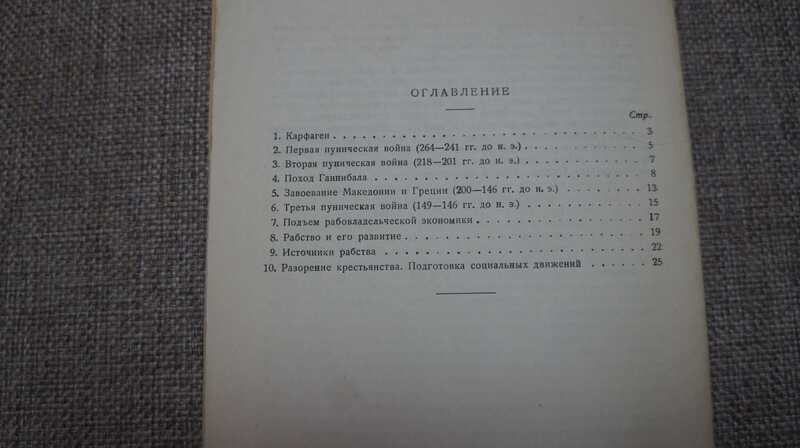 ОГЛАВЛЕНИЕ
Стр.
1. Карфаген . . . . . . . . . . . . . . . . . . . . . . . . . . . 3
2. Первая пуническая война (264—241 гг. до н. э.) . . . . . . . . . . . 5
3. Вторая пуническая война (218—201 гг. до н. э.) . . . . . . . . . . . 7
4. Поход Ганнибала . . . . . . . . . . . . . . . . . . . . . . . 8
5. Завоевание Македонии и Греции (200—146 гг. до н. э.) . . . . . . . . 13
6. Третья пуническая война (149—146 гг. до н. э.) . . . . . . . . . . . 15
7. Подъем рабовладельческой экономики . . . . . . . . . . . . . . . 17
8. Рабство и его развитие . . . . . . . . . . . . . . . . . . . . . 19
9. Источники рабства . . . . . . . . . . . . . . . . . . . . . . . 22
10. Разорение крестьянства. Подготовка социальных движений . . . . . . 25